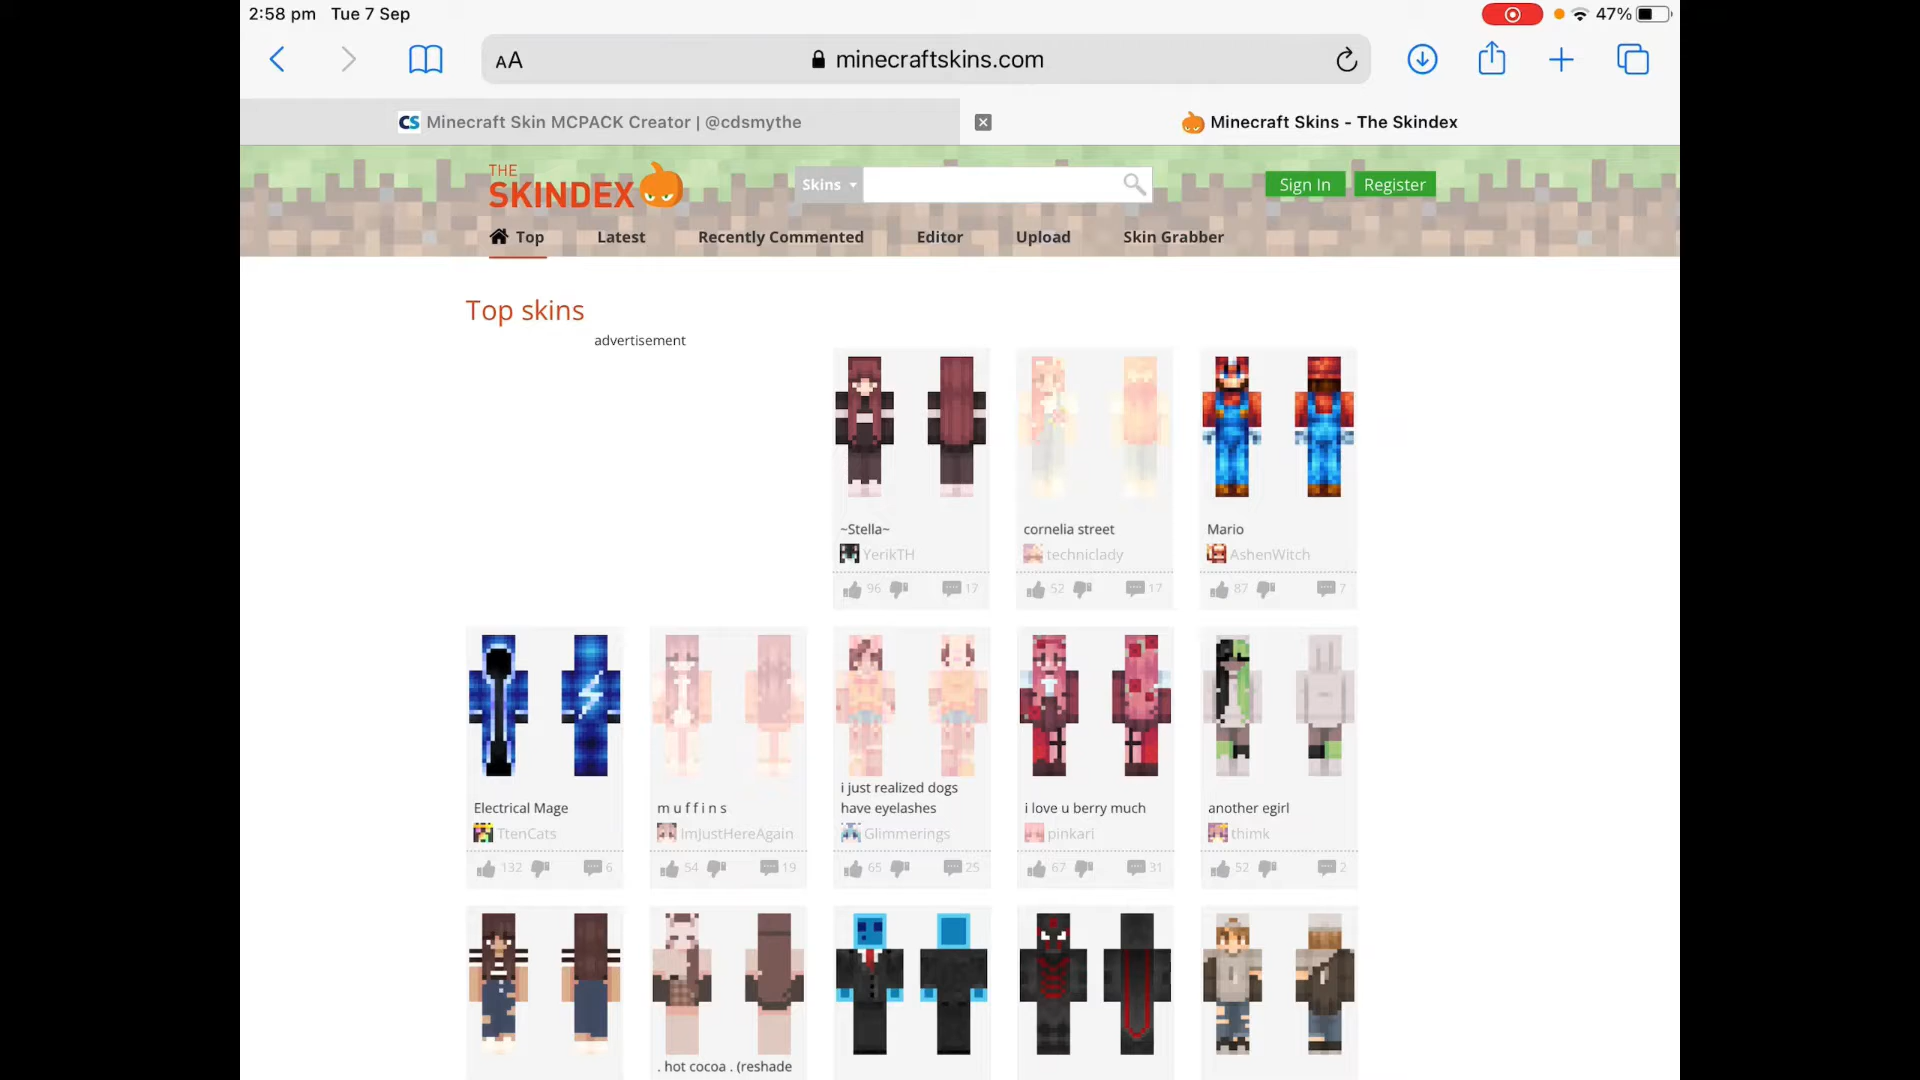 2:58 pm Tue 7 Sep
47%
AA
minecraftskins.com
CS Minecraft Skin MCPACK Creator | @cdsmythe
Minecraft Skins - The Skindex
THE
SKINDEX
Skins
Sign In
Register
Top
Latest
Recently Commented
Editor
Upload
Skin Grabber
Top skins
advertisement
~Stella~
YerikTH
96
17
cornelia street
techniclady
52
17
Mario
AshenWitch
87
7
Electrical Mage
TtenCats
132
6
m u f f i n s
ImJustHereAgain
54
19
i just realized dogs
have eyelashes
Glimmerings
65
25
i love u berry much
pinkari
67
31
another egirl
thimk
52
2
. hot cocoa . (reshade